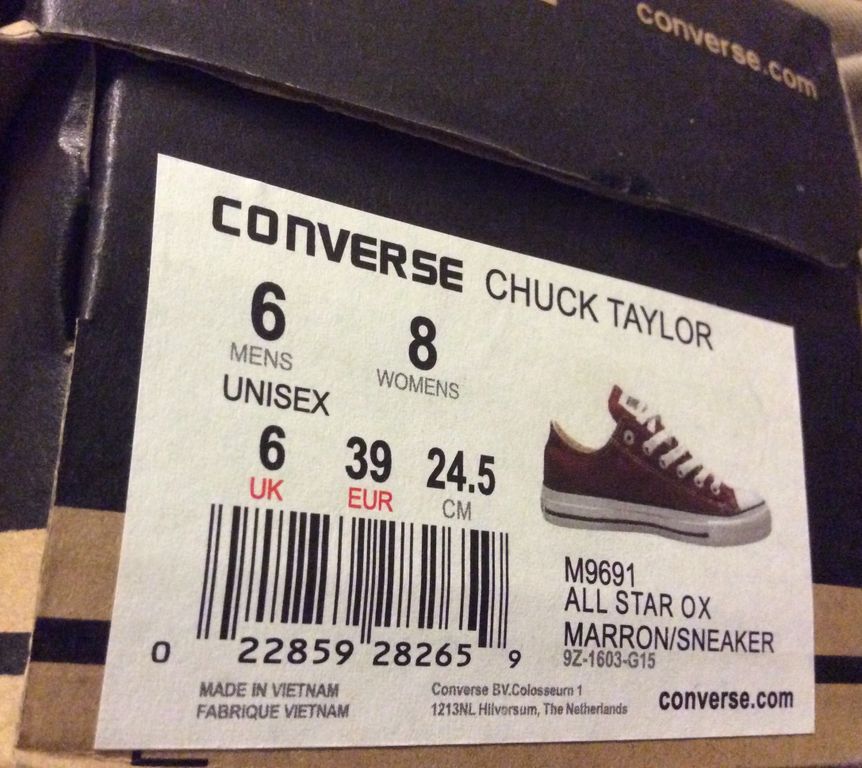 converse.com
CONVERSE CHUCK TAYLOR
6 8
MENS WOMENS
UNISEX
6 39 24.5
UK EUR CM
M9691
ALL STAR OX
MARRON/SNEAKER
9Z-1603-G15
0 22859 28265 9
MADE IN VIETNAM
FABRIQUE VIETNAM
Converse BV.Colosseum 1
1213NL Hilversum, The Netherlands
converse.com